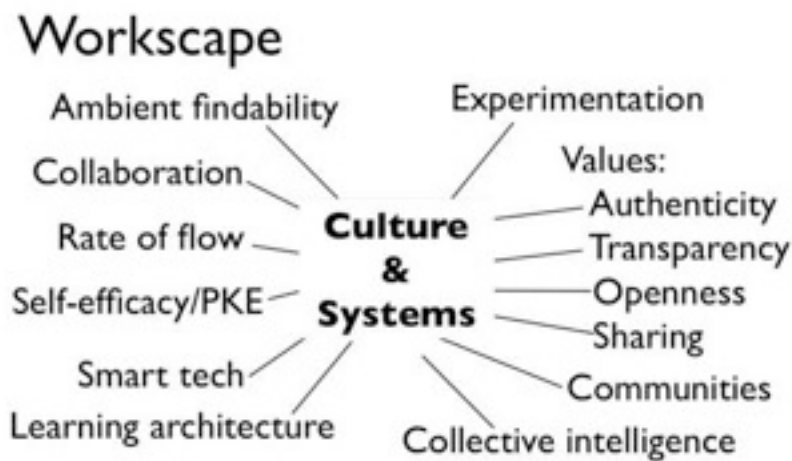 Workscape
Ambient findability
Collaboration
Rate of flow
Self-efficacy/PKE
Smart tech
Learning architecture
Culture
&
Systems
Experimentation
Values:
Authenticity
Transparency
Openness
Sharing
Communities
Collective intelligence